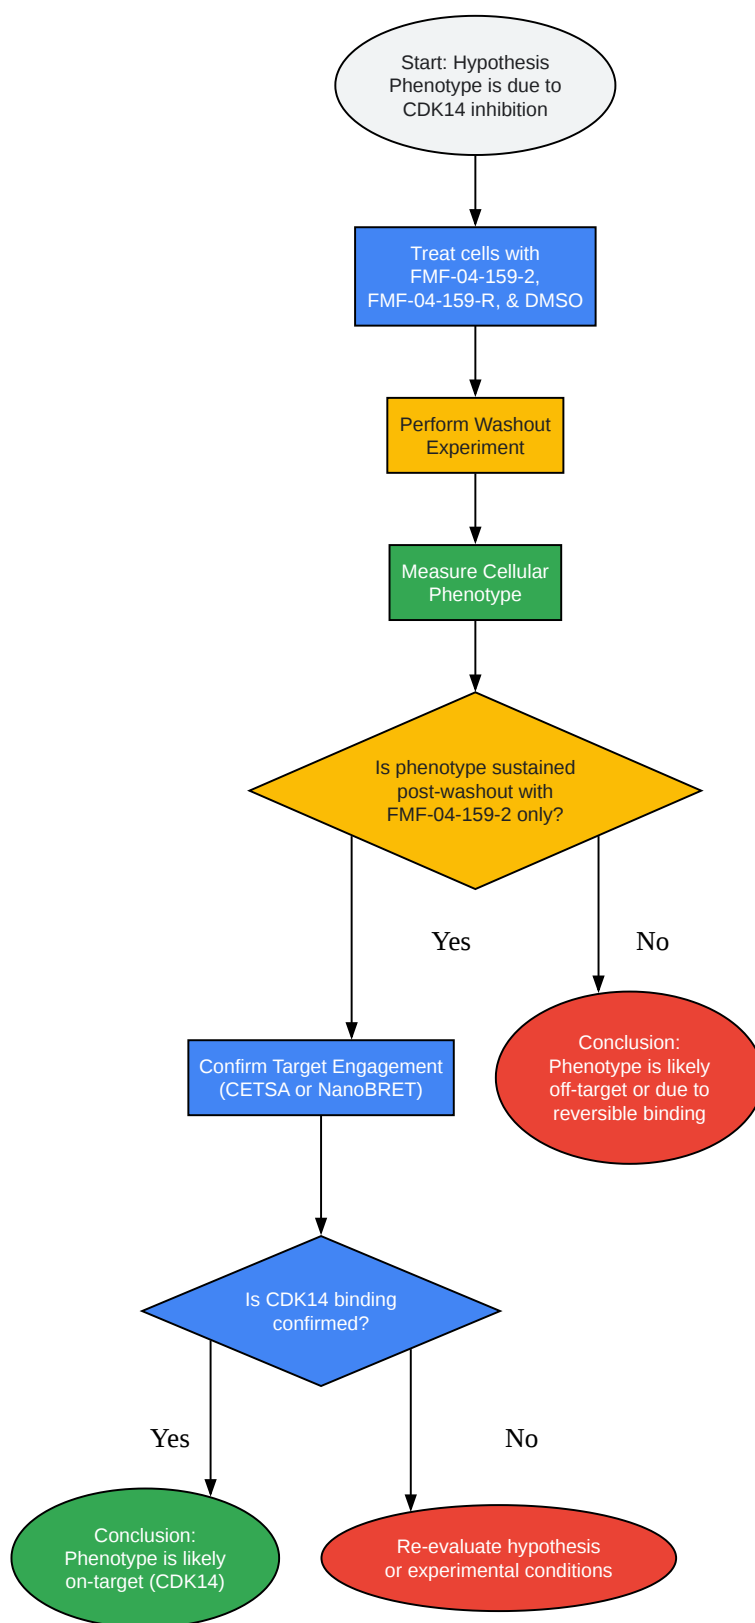 Start: Hypothesis
Phenotype is due to
CDK14 inhibition
Treat cells with
FMF-04-159-2,
FMF-04-159-R, & DMSO
Perform Washout
Experiment
Measure Cellular
Phenotype
Is phenotype sustained
post-washout with
FMF-04-159-2 only?
Yes
No
Conclusion:
Phenotype is likely
off-target or due to
reversible binding
Confirm Target Engagement
(CETSA or NanoBRET)
Is CDK14 binding
confirmed?
Yes
No
Conclusion:
Phenotype is likely
on-target (CDK14)
Re-evaluate hypothesis
or experimental conditions